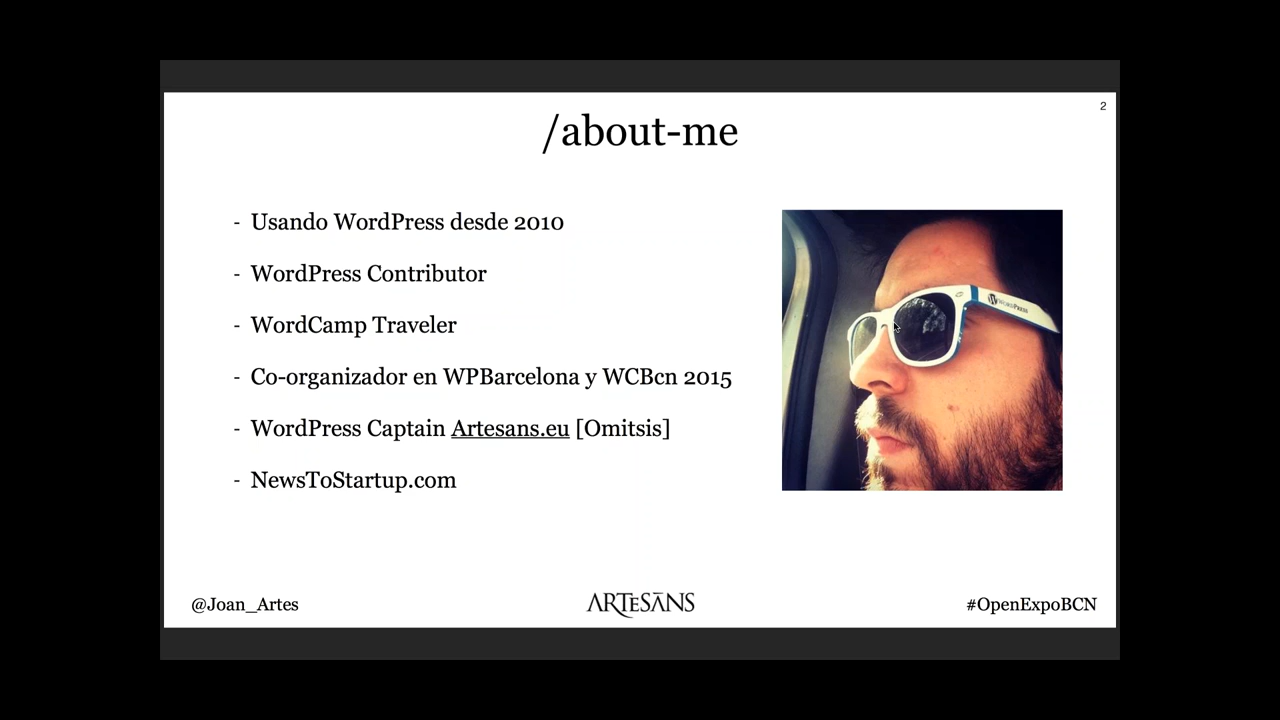 2
/about-me
- Usando WordPress desde 2010
- WordPress Contributor
- WordCamp Traveler
- Co-organizador en WPBarcelona y WCBcn 2015
- WordPress Captain Artesans.eu [Omitsis]
- NewsToStartup.com
WORDPRESS
@Joan_Artes
ARTESANS
#OpenExpoBCN